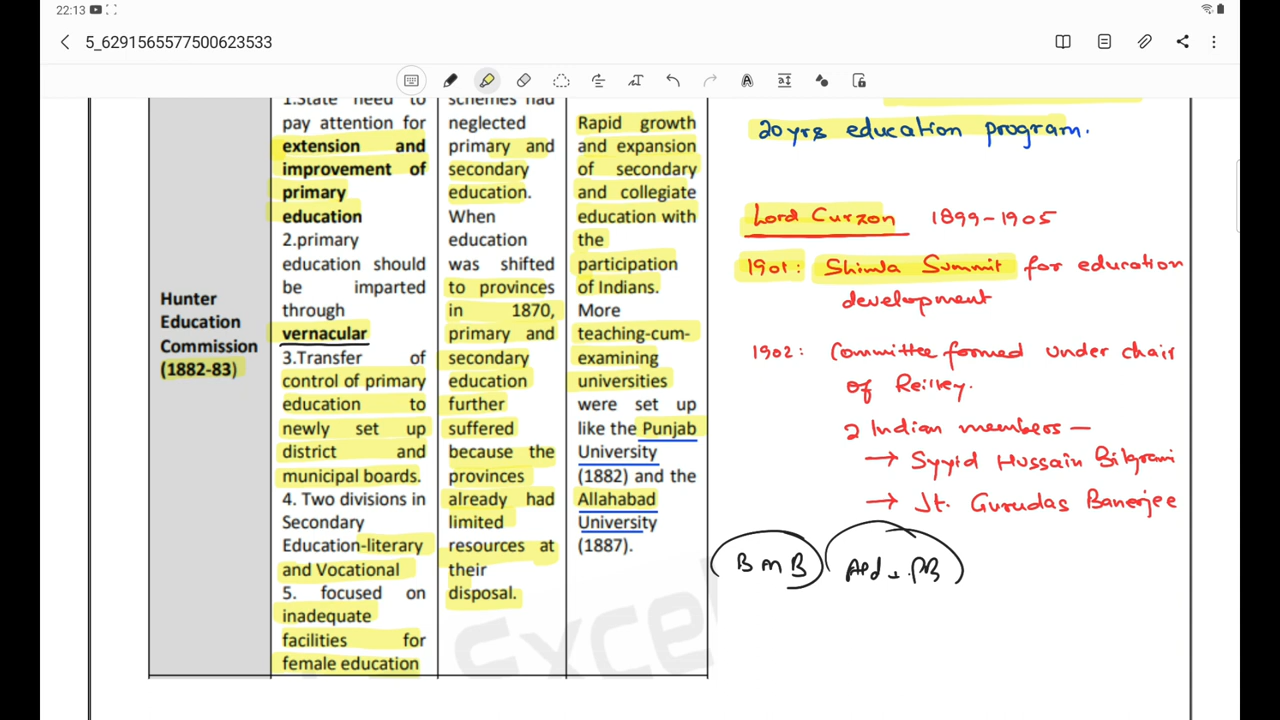 22:13
5_6291565577500623533
1.State need to
pay attention for
extension and
improvement of
primary
education
2.primary
education should
be imparted
through
vernacular
3.Transfer of
control of primary
education to
newly set up
district and
municipal boards.
4. Two divisions in
Secondary
Education-literary
and Vocational
5. focused on
inadequate
facilities for
female education
Hunter
Education
Commission
(1882-83)
schemes had
neglected
primary and
secondary
education.
When
education
was shifted
to provinces
in 1870,
primary and
secondary
education
further
suffered
because the
provinces
already had
limited
resources at
their
disposal.
Rapid growth
and expansion
of secondary
and collegiate
education with
the
participation
of Indians.
More
teaching-cum-
examining
universities
were set up
like the Punjab
University
(1882) and the
Allahabad
University
(1887).
20 yrs education program.
Lord Curzon 1899-1905
1901: Shimla Summit for education
development
1902: Committee formed under chair
of Reilkey.
2 Indian members —
→ Syyid Hussain Bilgrami
→ Jt. Gurudas Banerjee
B M B
Excel